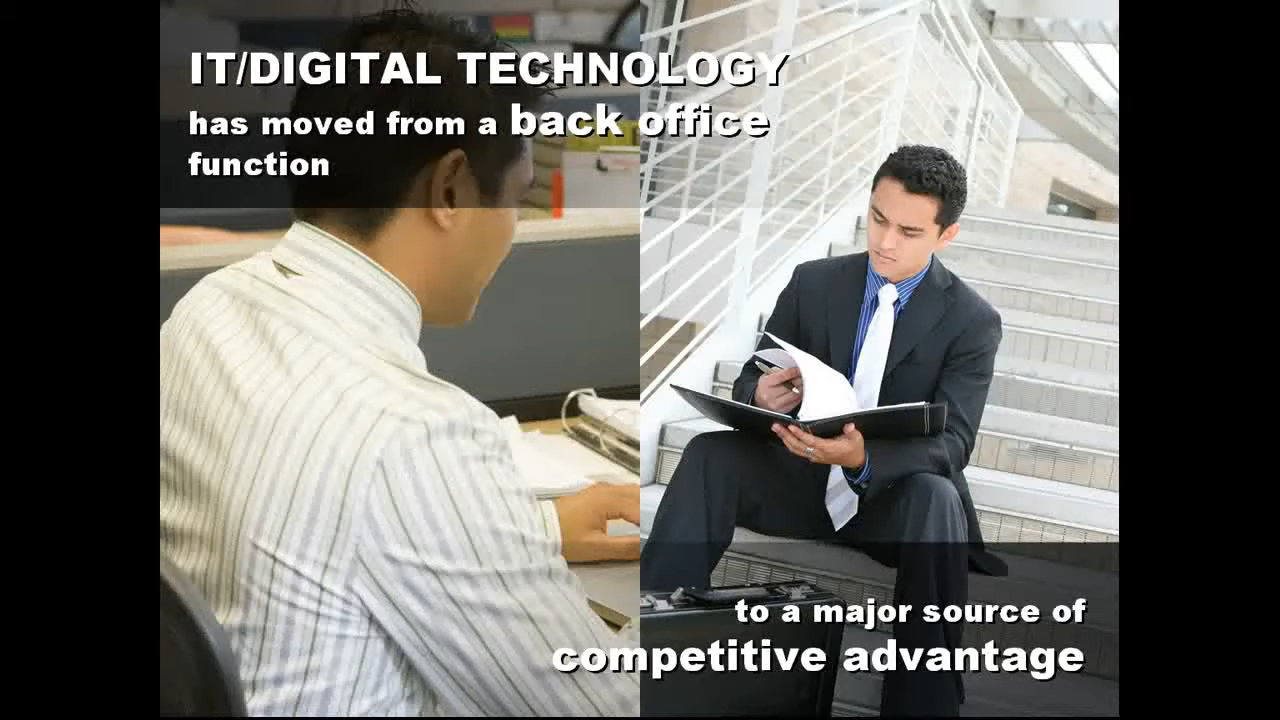 IT/DIGITAL TECHNOLOGY
has moved from a back office
function
to a major source of
competitive advantage